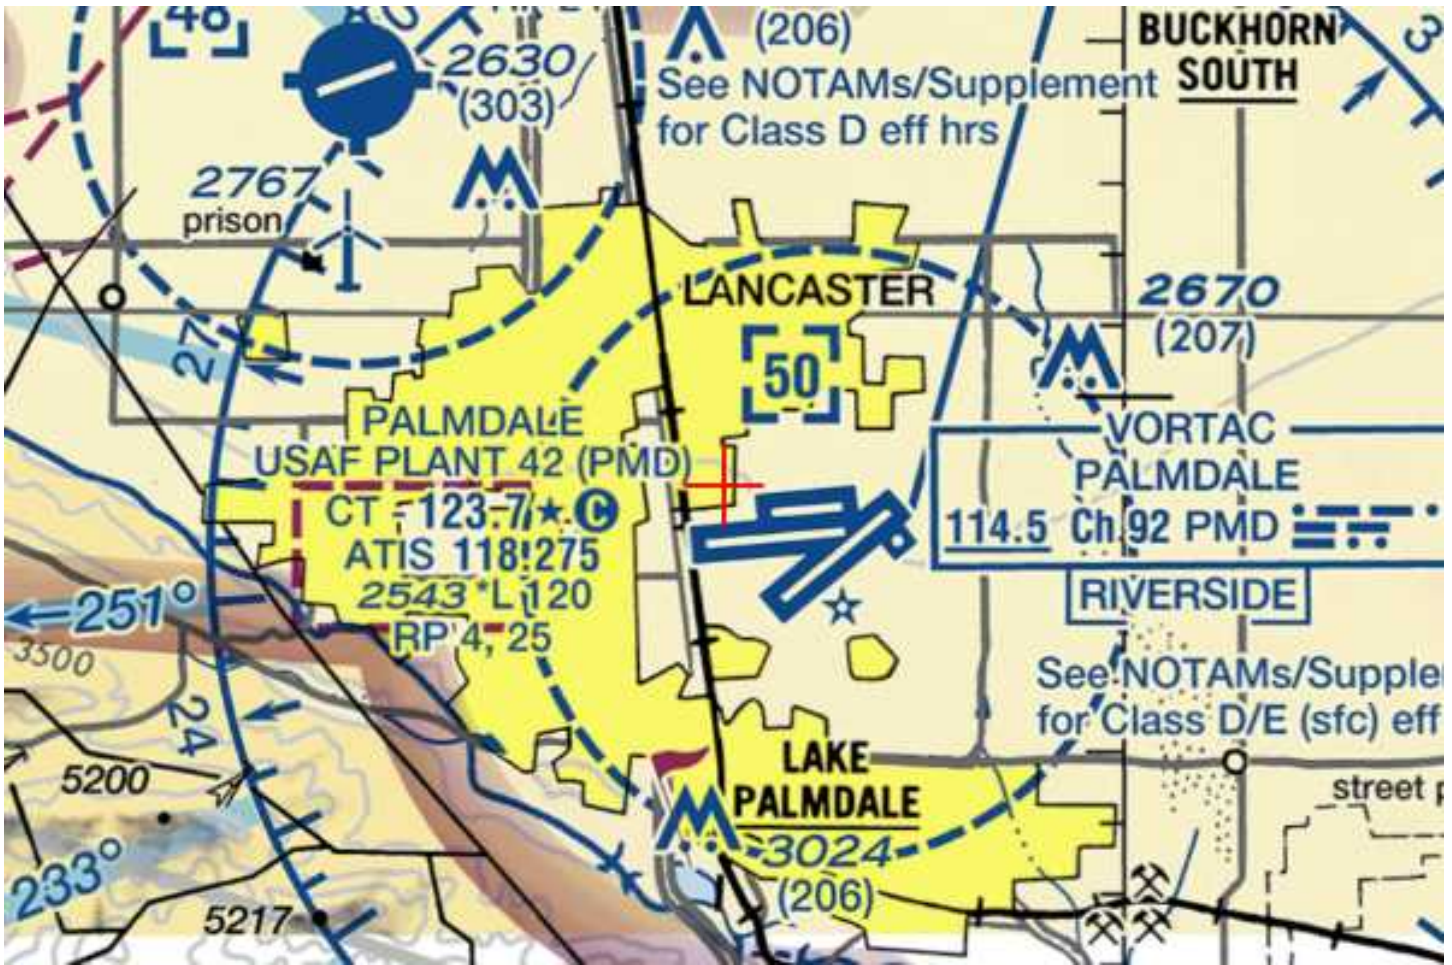 48
2630
(303)
(206)
See NOTAMs/Supplement
for Class D eff hrs
BUCKHORN
SOUTH
3
2767
prison
LANCASTER
2670
(207)
27
50
PALMDALE
USAF PLANT 42 (PMD)
CT - 123.7 ★ C
ATIS 118.275
2543 *L 120
RP 4, 25
VORTAC
PALMDALE
114.5 Ch 92 PMD
RIVERSIDE
251°
3500
See NOTAMs/Supple
for Class D/E (sfc) eff
24
5200
LAKE
PALMDALE
street p
3024
(206)
233°
5217